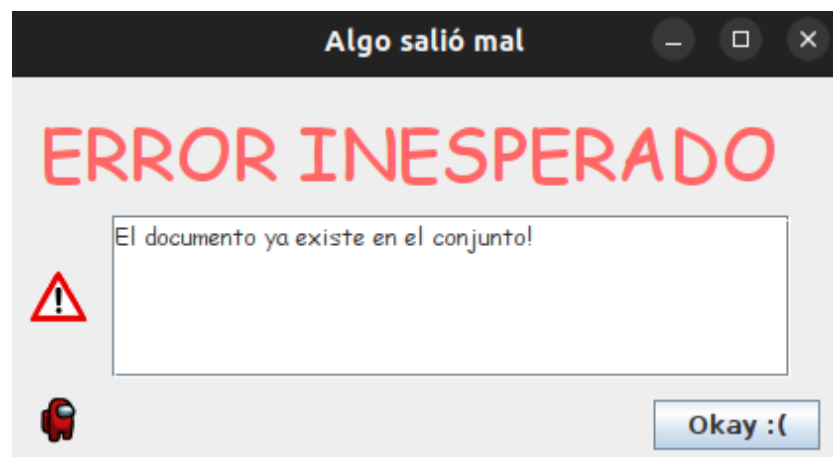 Algo salió mal
ERROR INESPERADO
El documento ya existe en el conjunto!
Okay :(